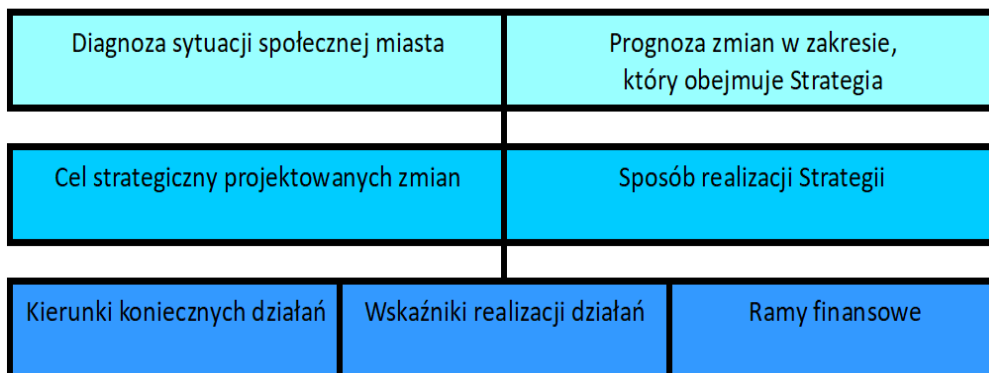 Diagnoza sytuacji społecznej miasta
Prognoza zmian w zakresie,
który obejmuje Strategia
Cel strategiczny projektowanych zmian
Sposób realizacji Strategii
Kierunki koniecznych działań
Wskaźniki realizacji działań
Ramy finansowe